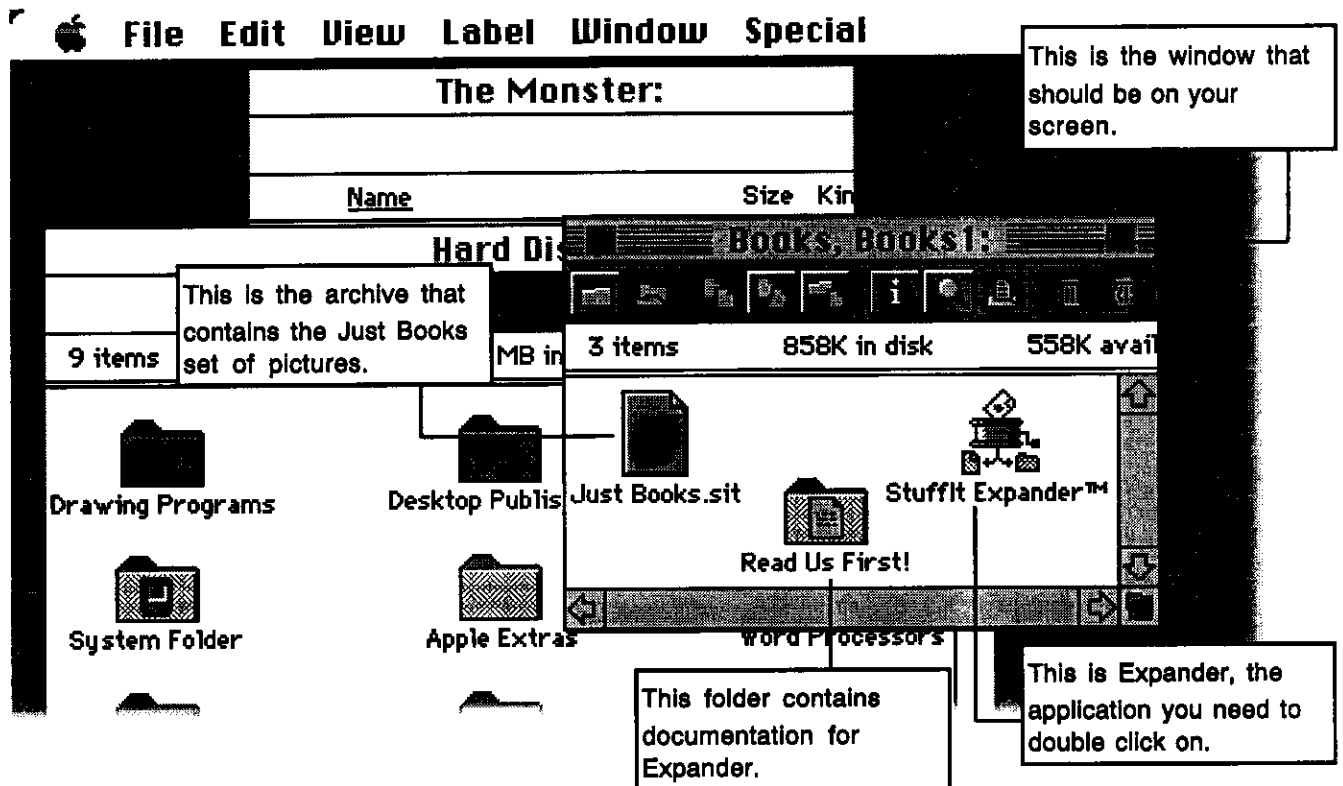 File Edit View Label Window Special
This is the window that
should be on your
screen.
The Monster:
Name Size Kin
Hard Dis
Books, Books1:
This is the archive that
contains the Just Books
set of pictures.
9 items MB in
3 items 858K in disk 558K avail
Drawing Programs
Desktop Publis
Just Books.sit
StuffIt Expander™
Read Us First!
System Folder
Apple Extras
Word Processors
This folder contains
documentation for
Expander.
This is Expander, the
application you need to
double click on.